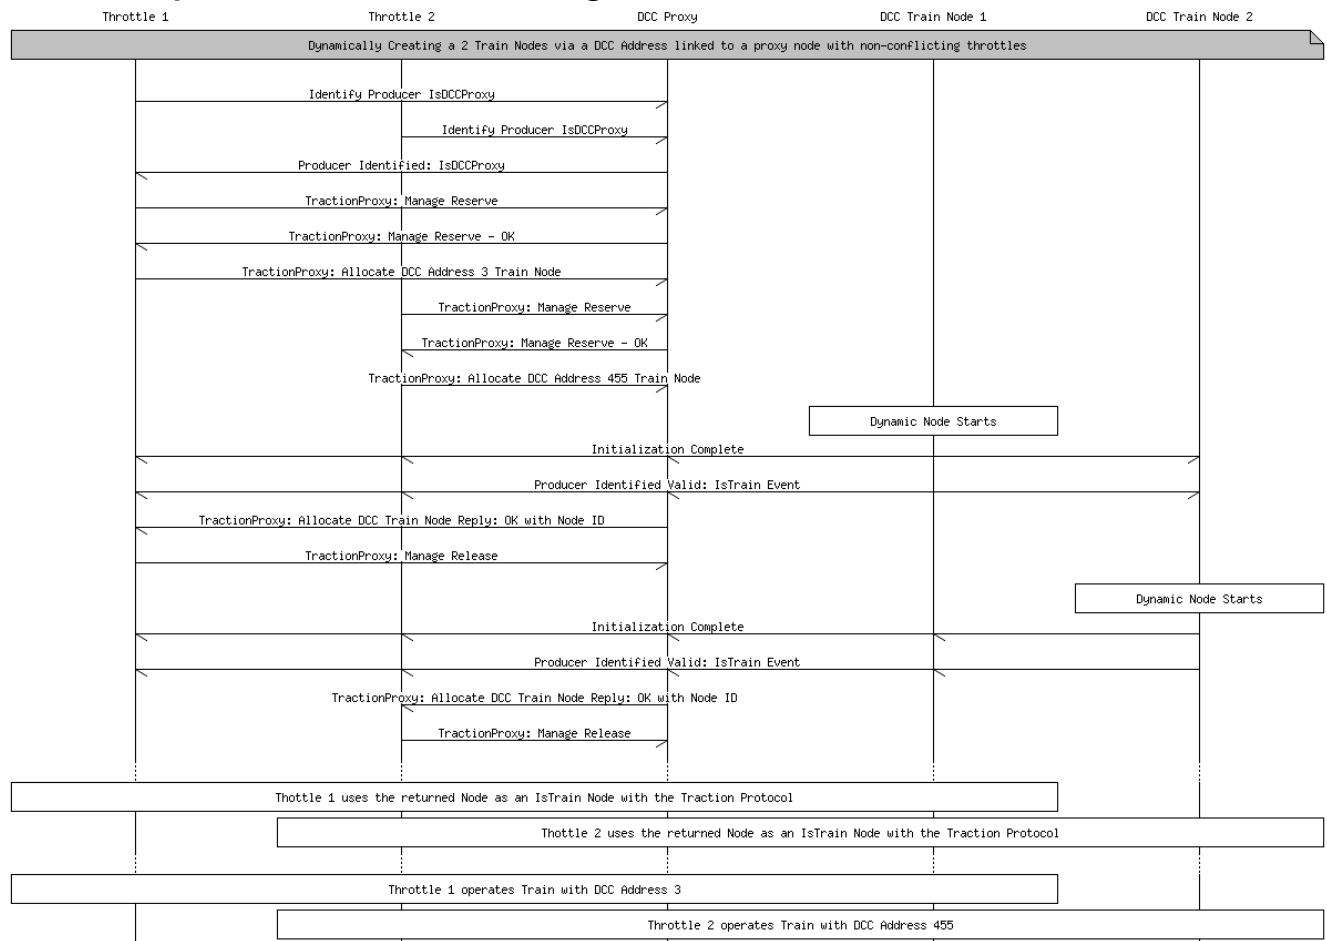 Throttle 1 Throttle 2 DCC Proxy DCC Train Node 1 DCC Train Node 2
Dynamically Creating a 2 Train Nodes via a DCC Address linked to a proxy node with non-conflicting throttles
Identify Producer IsDCCProxy
Identify Producer IsDCCProxy
Producer Identified: IsDCCProxy
TractionProxy: Manage Reserve
TractionProxy: Manage Reserve - OK
TractionProxy: Allocate DCC Address 3 Train Node
TractionProxy: Manage Reserve
TractionProxy: Manage Reserve - OK
TractionProxy: Allocate DCC Address 455 Train Node
Dynamic Node Starts
Initialization Complete
Producer Identified Valid: IsTrain Event
TractionProxy: Allocate DCC Train Node Reply: OK with Node ID
TractionProxy: Manage Release
Dynamic Node Starts
Initialization Complete
Producer Identified Valid: IsTrain Event
TractionProxy: Allocate DCC Train Node Reply: OK with Node ID
TractionProxy: Manage Release
Thottle 1 uses the returned Node as an IsTrain Node with the Traction Protocol
Thottle 2 uses the returned Node as an IsTrain Node with the Traction Protocol
Throttle 1 operates Train with DCC Address 3
Throttle 2 operates Train with DCC Address 455